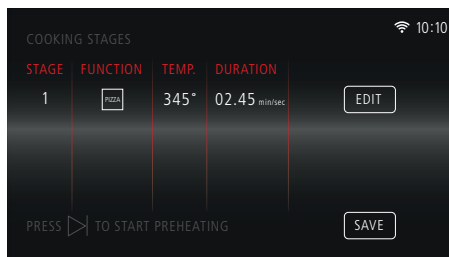 10:10
COOKING STAGES
STAGE FUNCTION TEMP. DURATION
1 PIZZA 345° 02.45 min/sec EDIT
PRESS TO START PREHEATING SAVE